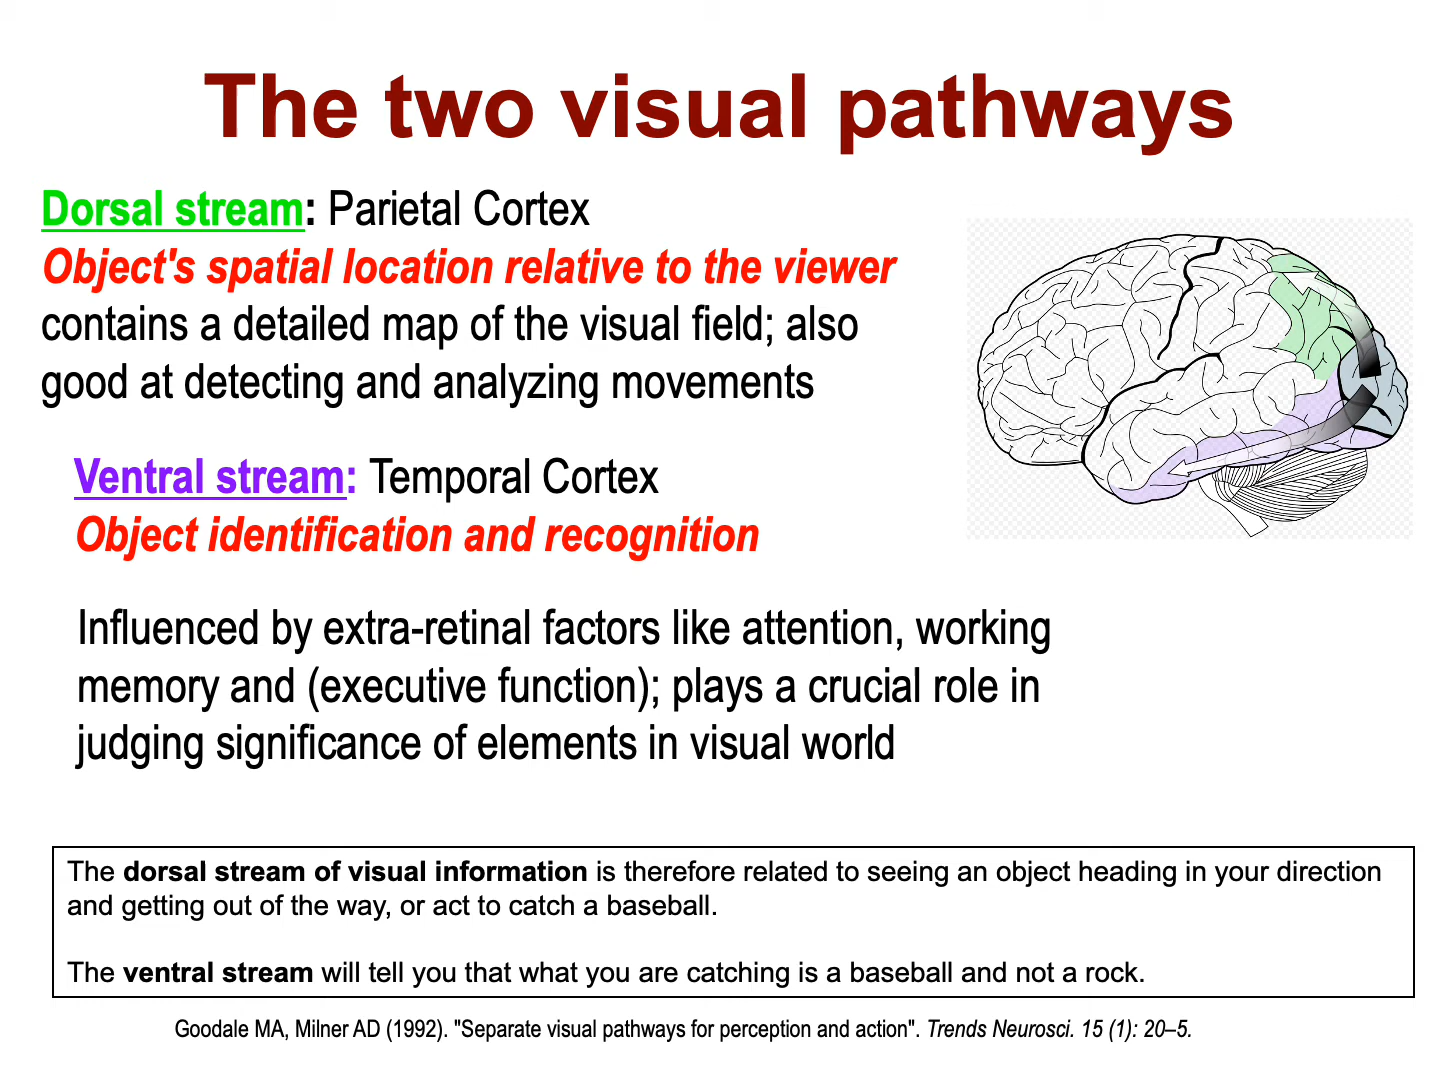 The two visual pathways
Dorsal stream: Parietal Cortex
Object's spatial location relative to the viewer
contains a detailed map of the visual field; also
good at detecting and analyzing movements
Ventral stream: Temporal Cortex
Object identification and recognition
Influenced by extra-retinal factors like attention, working
memory and (executive function); plays a crucial role in
judging significance of elements in visual world
The dorsal stream of visual information is therefore related to seeing an object heading in your direction
and getting out of the way, or act to catch a baseball.
The ventral stream will tell you that what you are catching is a baseball and not a rock.
Goodale MA, Milner AD (1992). "Separate visual pathways for perception and action". Trends Neurosci. 15 (1): 20–5.